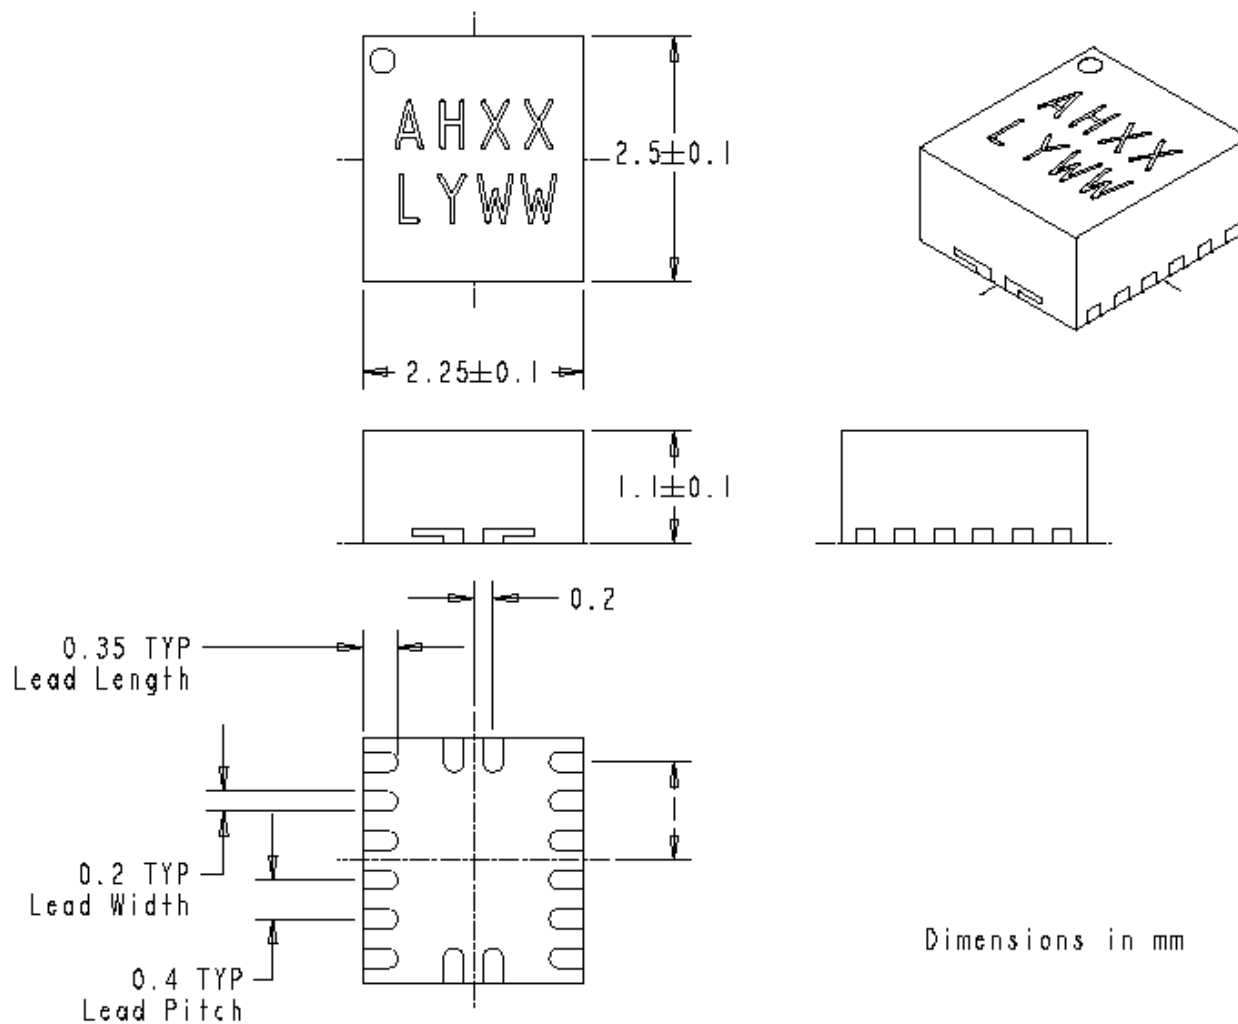 AHXX
LYWW
2.5±0.1
2.25±0.1
AHXX
LYWW
1.1±0.1
0.2
0.35 TYP
Lead Length
0.2 TYP
Lead Width
0.4 TYP
Lead Pitch
Dimensions in mm